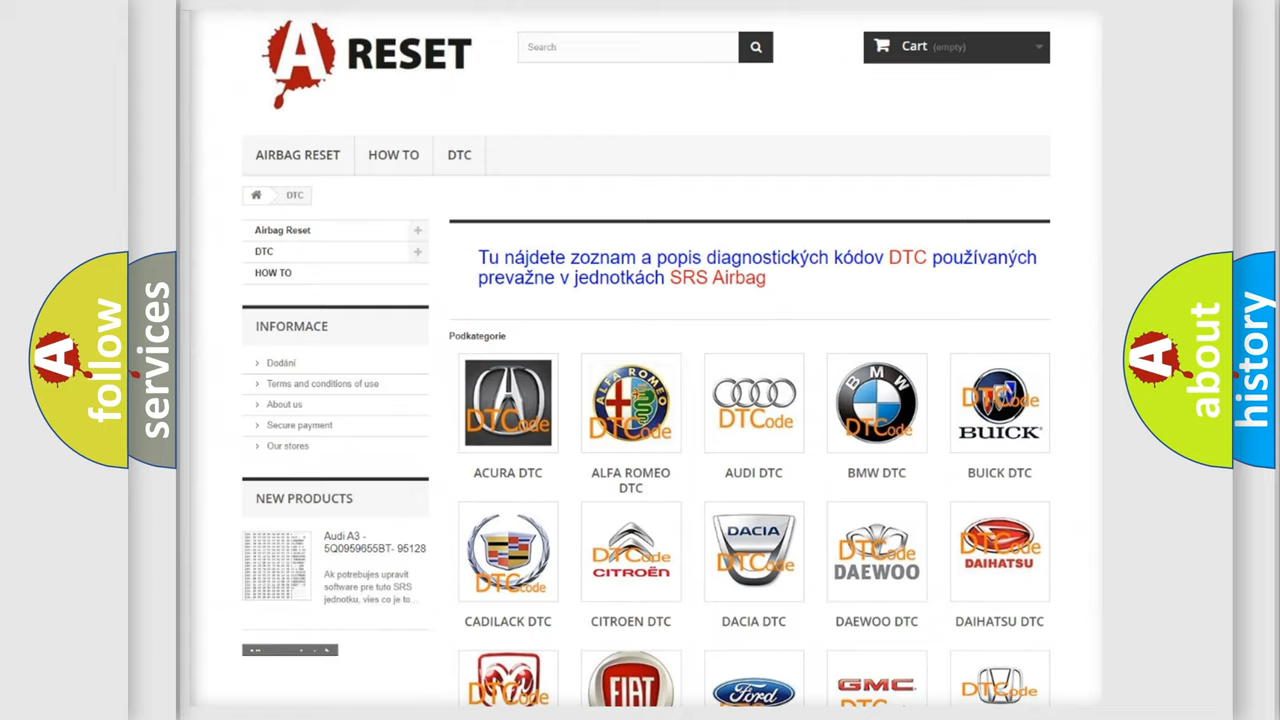 A RESET
Search
Cart (empty)
AIRBAG RESET
HOW TO
DTC
DTC
Airbag Reset
DTC
HOW TO
Tu nájdete zoznam a popis diagnostických kódov DTC používaných
prevažne v jednotkách SRS Airbag
INFORMACE
Dodání
Terms and conditions of use
About us
Secure payment
Our stores
Podkategorie
DTCode
ALFA ROMEO
DTCode
DTCode
BMW
DTCode
DTCode
BUICK
ACURA DTC
ALFA ROMEO
DTC
AUDI DTC
BMW DTC
BUICK DTC
DTCode
DTCode
CITROËN
DACIA
DTCode
DTCode
DAEWOO
DTCode
DAIHATSU
CADILACK DTC
CITROEN DTC
DACIA DTC
DAEWOO DTC
DAIHATSU DTC
DTCode
FIAT
Ford
GMC
DTCode
NEW PRODUCTS
Audi A3 -
5Q0959655BT- 95128
Ak potrebujes upravit
software pre tuto SRS
jednotku, vies co je to...
A
follow
services
A
about
history